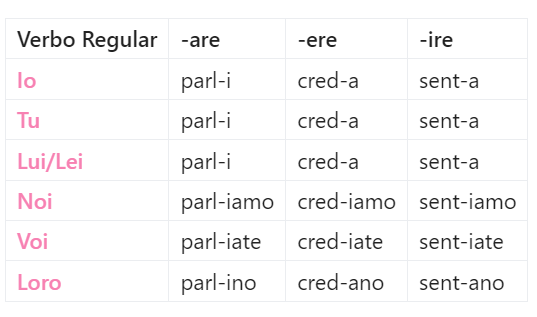 Verbo Regular -are -ere -ire
Io parl-i cred-a sent-a
Tu parl-i cred-a sent-a
Lui/Lei parl-i cred-a sent-a
Noi parl-iamo cred-iamo sent-iamo
Voi parl-iate cred-iate sent-iate
Loro parl-ino cred-ano sent-ano